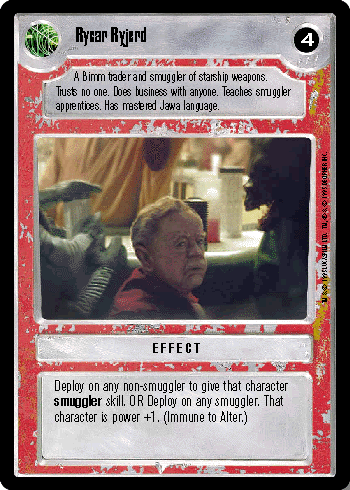 Rycar Ryjerd
4
A Bimm trader and smuggler of starship weapons.
Trusts no one. Does business with anyone. Teaches smuggler
apprentices. Has mastered Jawa language.
EFFECT
Deploy on any non-smuggler to give that character
smuggler skill. OR Deploy on any smuggler. That
character is power +1. (Immune to Alter.)